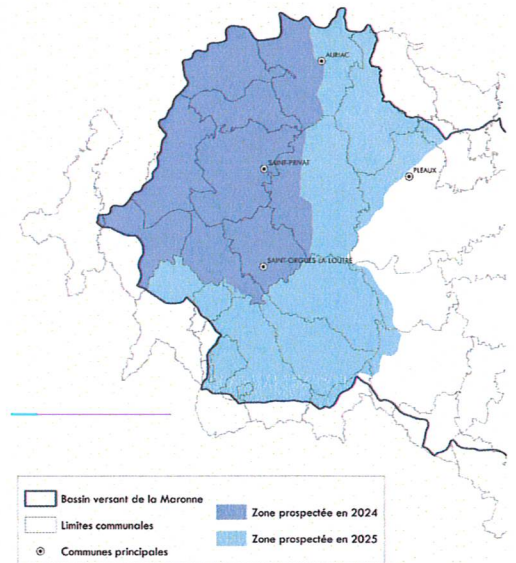 AURIAC
SAINT-PRIVAT
PLEAUX
SAINT-CIRGUES-LA-LOUTRE
Bassin versant de la Maronne
Limites communales
Communes principales
Zone prospectée en 2024
Zone prospectée en 2025